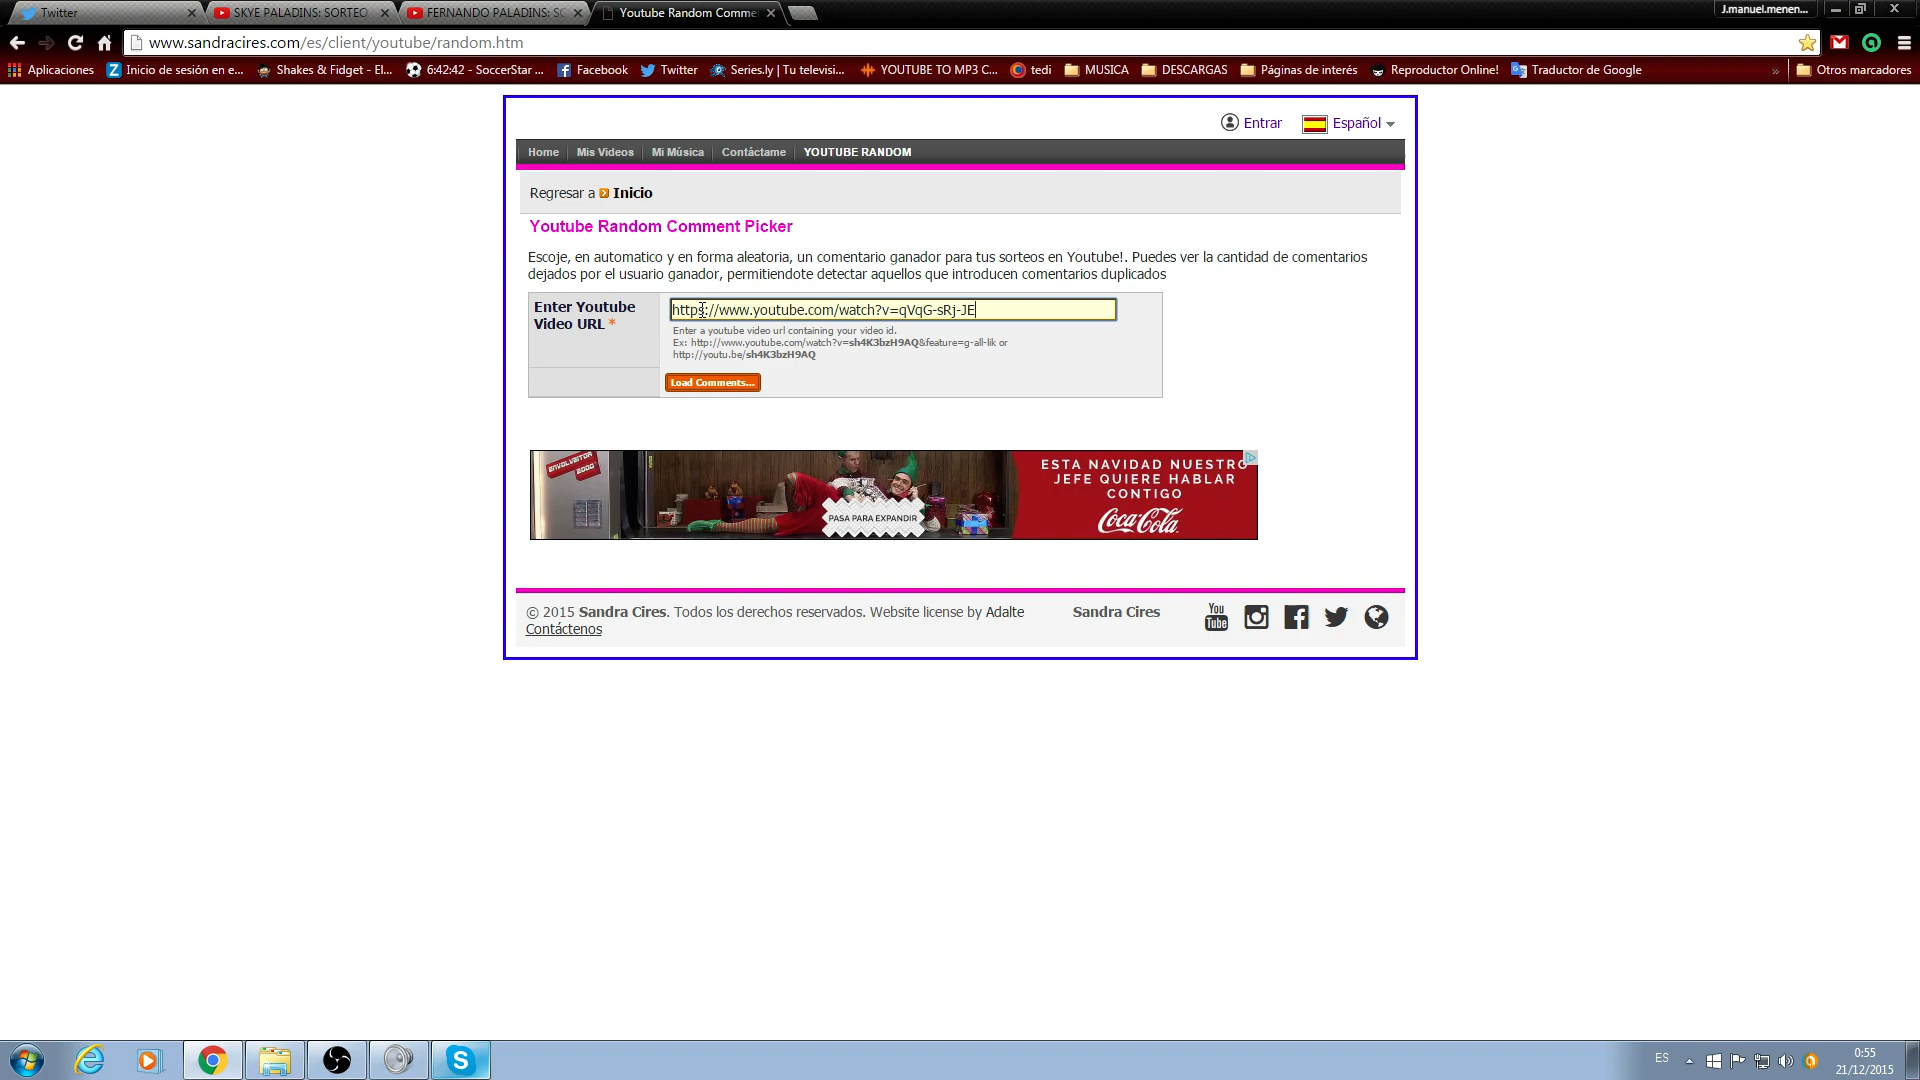 Twitter
SKYE PALADINS: SORTEO
FERNANDO PALADINS: SC
Youtube Random Comme
J.manuel.menen...
www.sandracires.com/es/client/youtube/random.htm
Aplicaciones
Inicio de sesión en e...
Shakes & Fidget - El...
6:42:42 - SoccerStar ...
Facebook
Twitter
Series.ly | Tu televisi...
YOUTUBE TO MP3 C...
tedi
MUSICA
DESCARGAS
Páginas de interés
Reproductor Online!
Traductor de Google
»
Otros marcadores
Entrar
Español
Home
Mis Videos
Mi Música
Contáctame
YOUTUBE RANDOM
Regresar a Inicio
Youtube Random Comment Picker
Escoje, en automatico y en forma aleatoria, un comentario ganador para tus sorteos en Youtube!. Puedes ver la cantidad de comentarios
dejados por el usuario ganador, permitiendote detectar aquellos que introducen comentarios duplicados
Enter Youtube
Video URL *
https://www.youtube.com/watch?v=qVqG-sRj-JE
Enter a youtube video url containing your video id.
Ex: http://www.youtube.com/watch?v=sh4K3bzH9AQ&feature=g-all-lik or
http://youtu.be/sh4K3bzH9AQ
Load Comments...
ENVOLVEITOR
2000
PASA PARA EXPANDIR
ESTA NAVIDAD NUESTRO
JEFE QUIERE HABLAR
CONTIGO
Coca-Cola
© 2015 Sandra Cires. Todos los derechos reservados. Website license by Adalte
Contáctenos
Sandra Cires
You
Tube
ES
0:55
21/12/2015